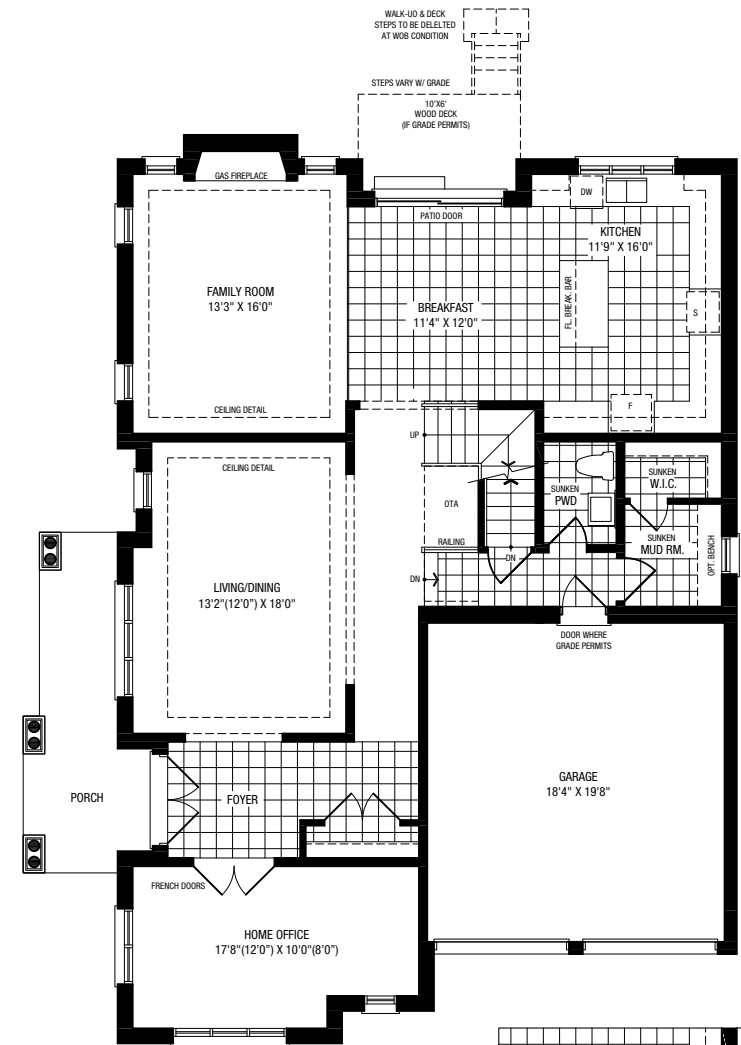 WALK-UO & DECK
STEPS TO BE DELELTED
AT WOB CONDITION
STEPS VARY W/ GRADE
10'X6'
WOOD DECK
(IF GRADE PERMITS)
GAS FIREPLACE
PATIO DOOR
DW
KITCHEN
11'9" X 16'0"
FAMILY ROOM
13'3" X 16'0"
BREAKFAST
11'4" X 12'0"
FL. BREAK. BAR
S
F
CEILING DETAIL
UP
CEILING DETAIL
OTA
RAILING
DN
DN
SUNKEN
PWD
SUNKEN
W.I.C.
SUNKEN
MUD RM.
OPT. BENCH
LIVING/DINING
13'2"(12'0") X 18'0"
DOOR WHERE
GRADE PERMITS
GARAGE
18'4" X 19'8"
PORCH
FOYER
FRENCH DOORS
HOME OFFICE
17'8"(12'0") X 10'0"(8'0")